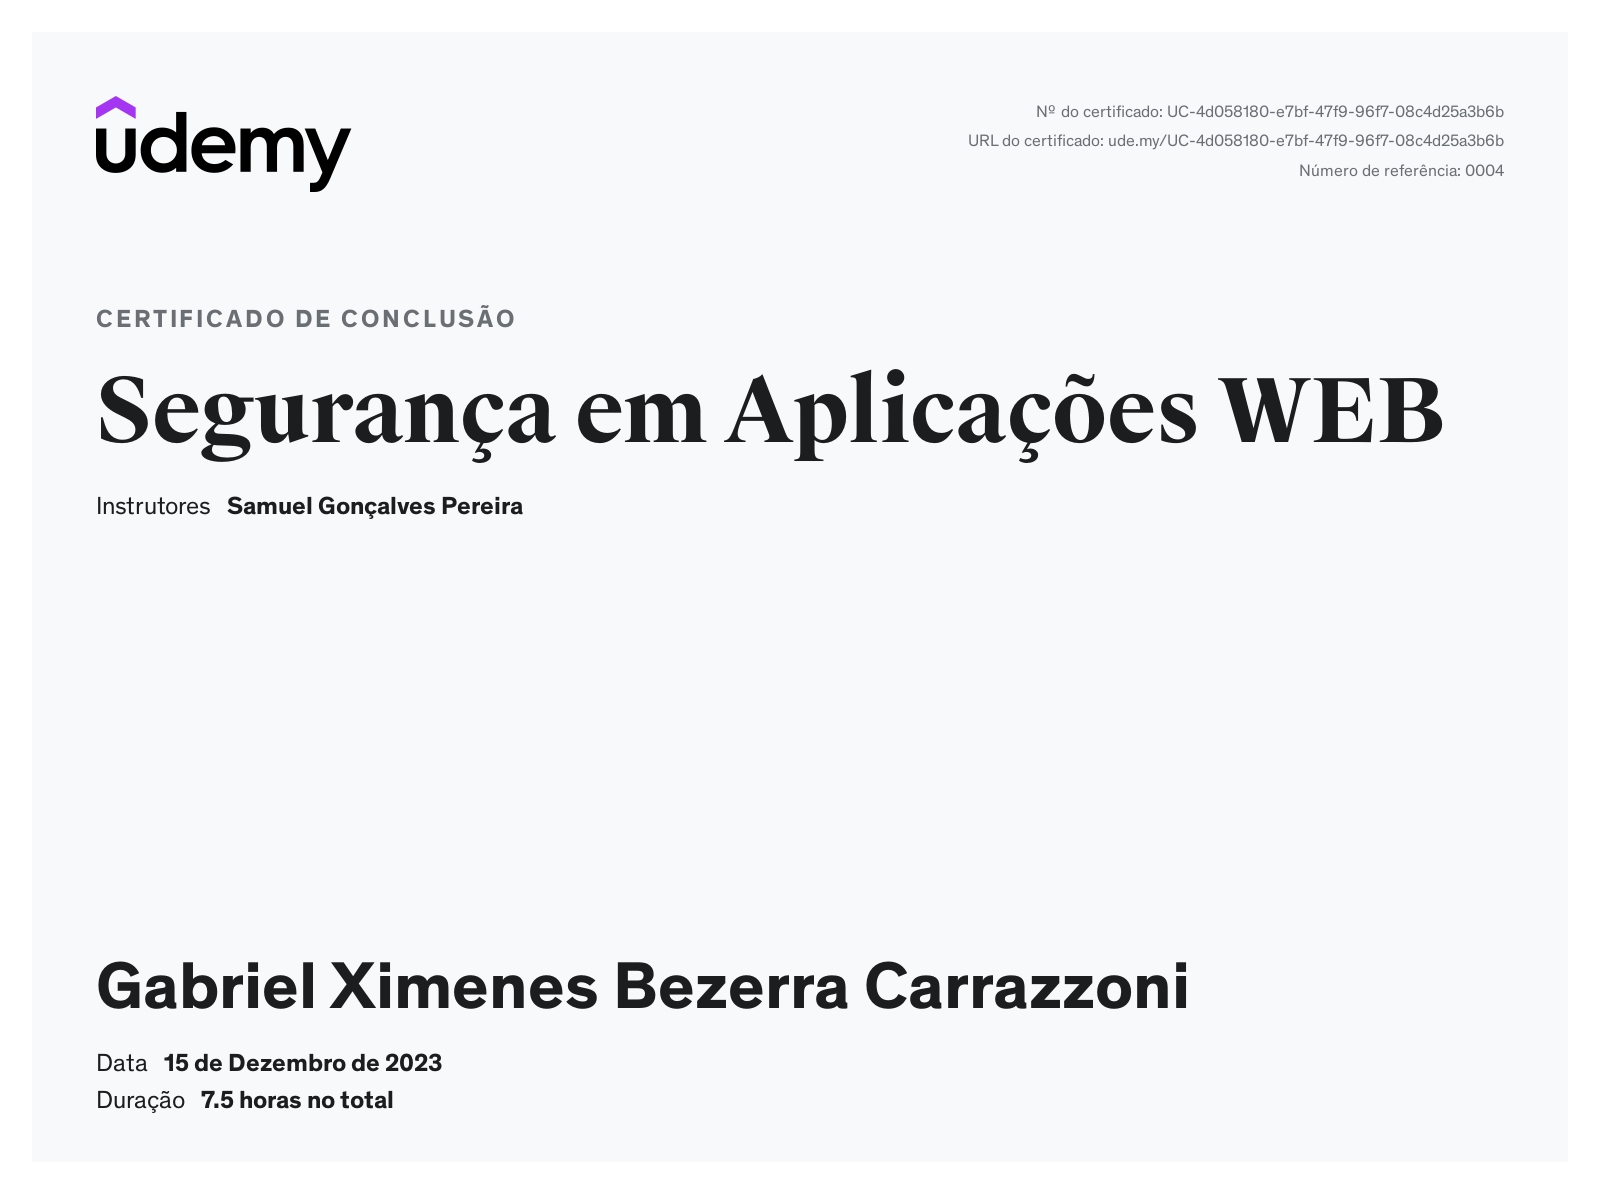 udemy
Nº do certificado: UC-4d058180-e7bf-47f9-96f7-08c4d25a3b6b
URL do certificado: ude.my/UC-4d058180-e7bf-47f9-96f7-08c4d25a3b6b
Número de referência: 0004
CERTIFICADO DE CONCLUSÃO
Segurança em Aplicações WEB
Instrutores Samuel Gonçalves Pereira
Gabriel Ximenes Bezerra Carrazzoni
Data 15 de Dezembro de 2023
Duração 7.5 horas no total